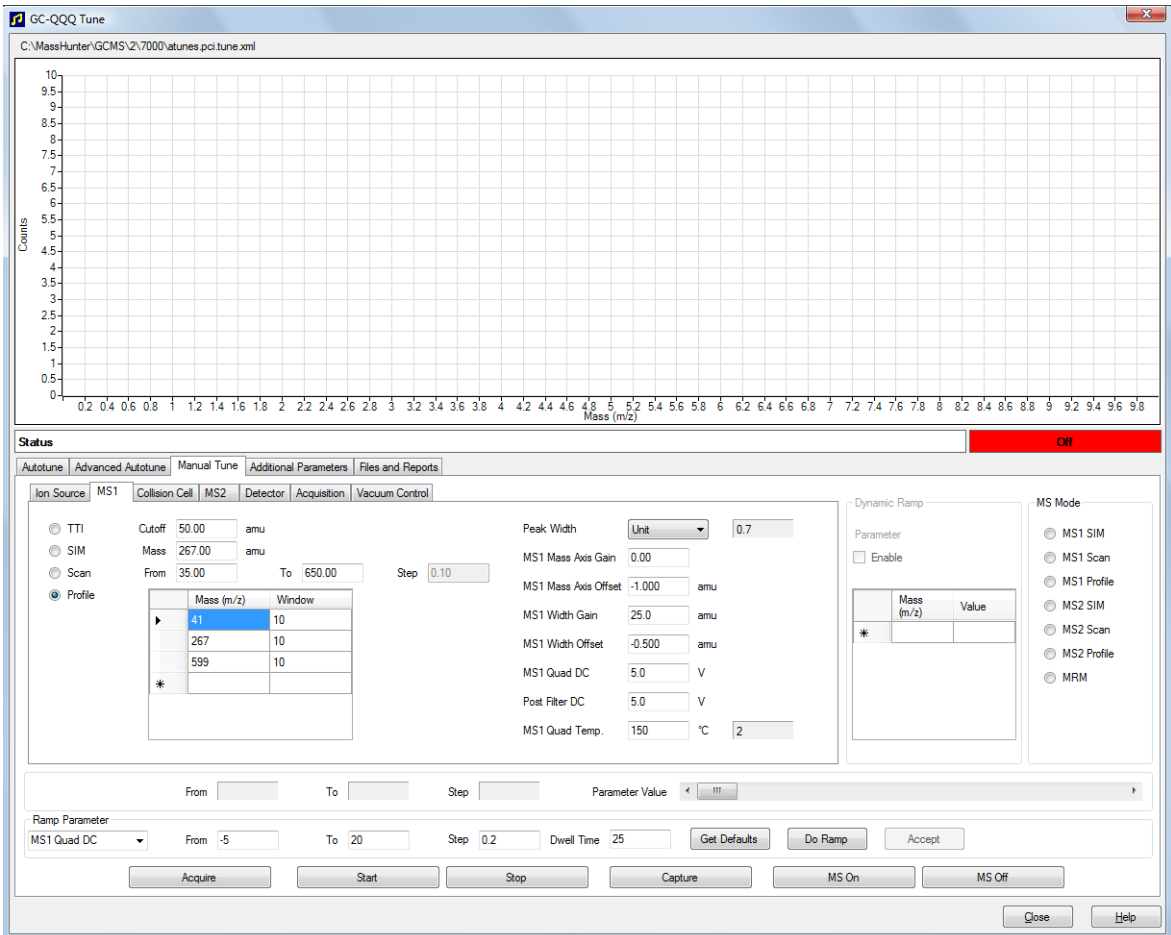 GC-QQQ Tune
C:\MassHunter\GCMS\2\7000\atunes.pci.tune.xml
10
9.5
9
8.5
8
7.5
7
6.5
6
5.5
5
4.5
4
3.5
3
2.5
2
1.5
1
0.5
0
Counts
0.2 0.4 0.6 0.8 1 1.2 1.4 1.6 1.8 2 2.2 2.4 2.6 2.8 3 3.2 3.4 3.6 3.8 4 4.2 4.4 4.6 4.8 5 5.2 5.4 5.6 5.8 6 6.2 6.4 6.6 6.8 7 7.2 7.4 7.6 7.8 8 8.2 8.4 8.6 8.8 9 9.2 9.4 9.6 9.8
Mass (m/z)
Status Off
Autotune Advanced Autotune Manual Tune Additional Parameters Files and Reports
Ion Source MS1 Collision Cell MS2 Detector Acquisition Vacuum Control
TTI Cutoff 50.00 amu
SIM Mass 267.00 amu
Scan From 35.00 To 650.00 Step 0.10
Profile
Mass (m/z) Window
41 10
267 10
599 10
Peak Width Unit 0.7
MS1 Mass Axis Gain 0.00
MS1 Mass Axis Offset -1.000 amu
MS1 Width Gain 25.0 amu
MS1 Width Offset -0.500 amu
MS1 Quad DC 5.0 V
Post Filter DC 5.0 V
MS1 Quad Temp. 150 °C 2
Dynamic Ramp
Parameter
Enable
Mass (m/z) Value
MS Mode
MS1 SIM
MS1 Scan
MS1 Profile
MS2 SIM
MS2 Scan
MS2 Profile
MRM
From To Step Parameter Value
Ramp Parameter
MS1 Quad DC From -5 To 20 Step 0.2 Dwell Time 25 Get Defaults Do Ramp Accept
Acquire Start Stop Capture MS On MS Off
Close Help